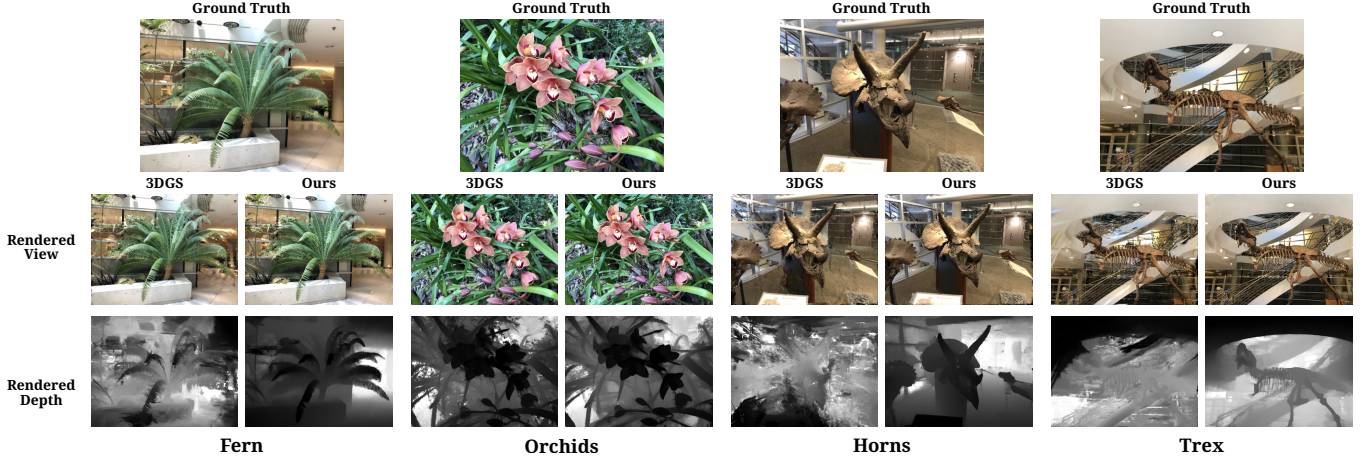 Ground Truth
Ground Truth
Ground Truth
Ground Truth
3DGS
Ours
3DGS
Ours
3DGS
Ours
3DGS
Ours
Rendered
View
Rendered
Depth
Fern
Orchids
Horns
Trex